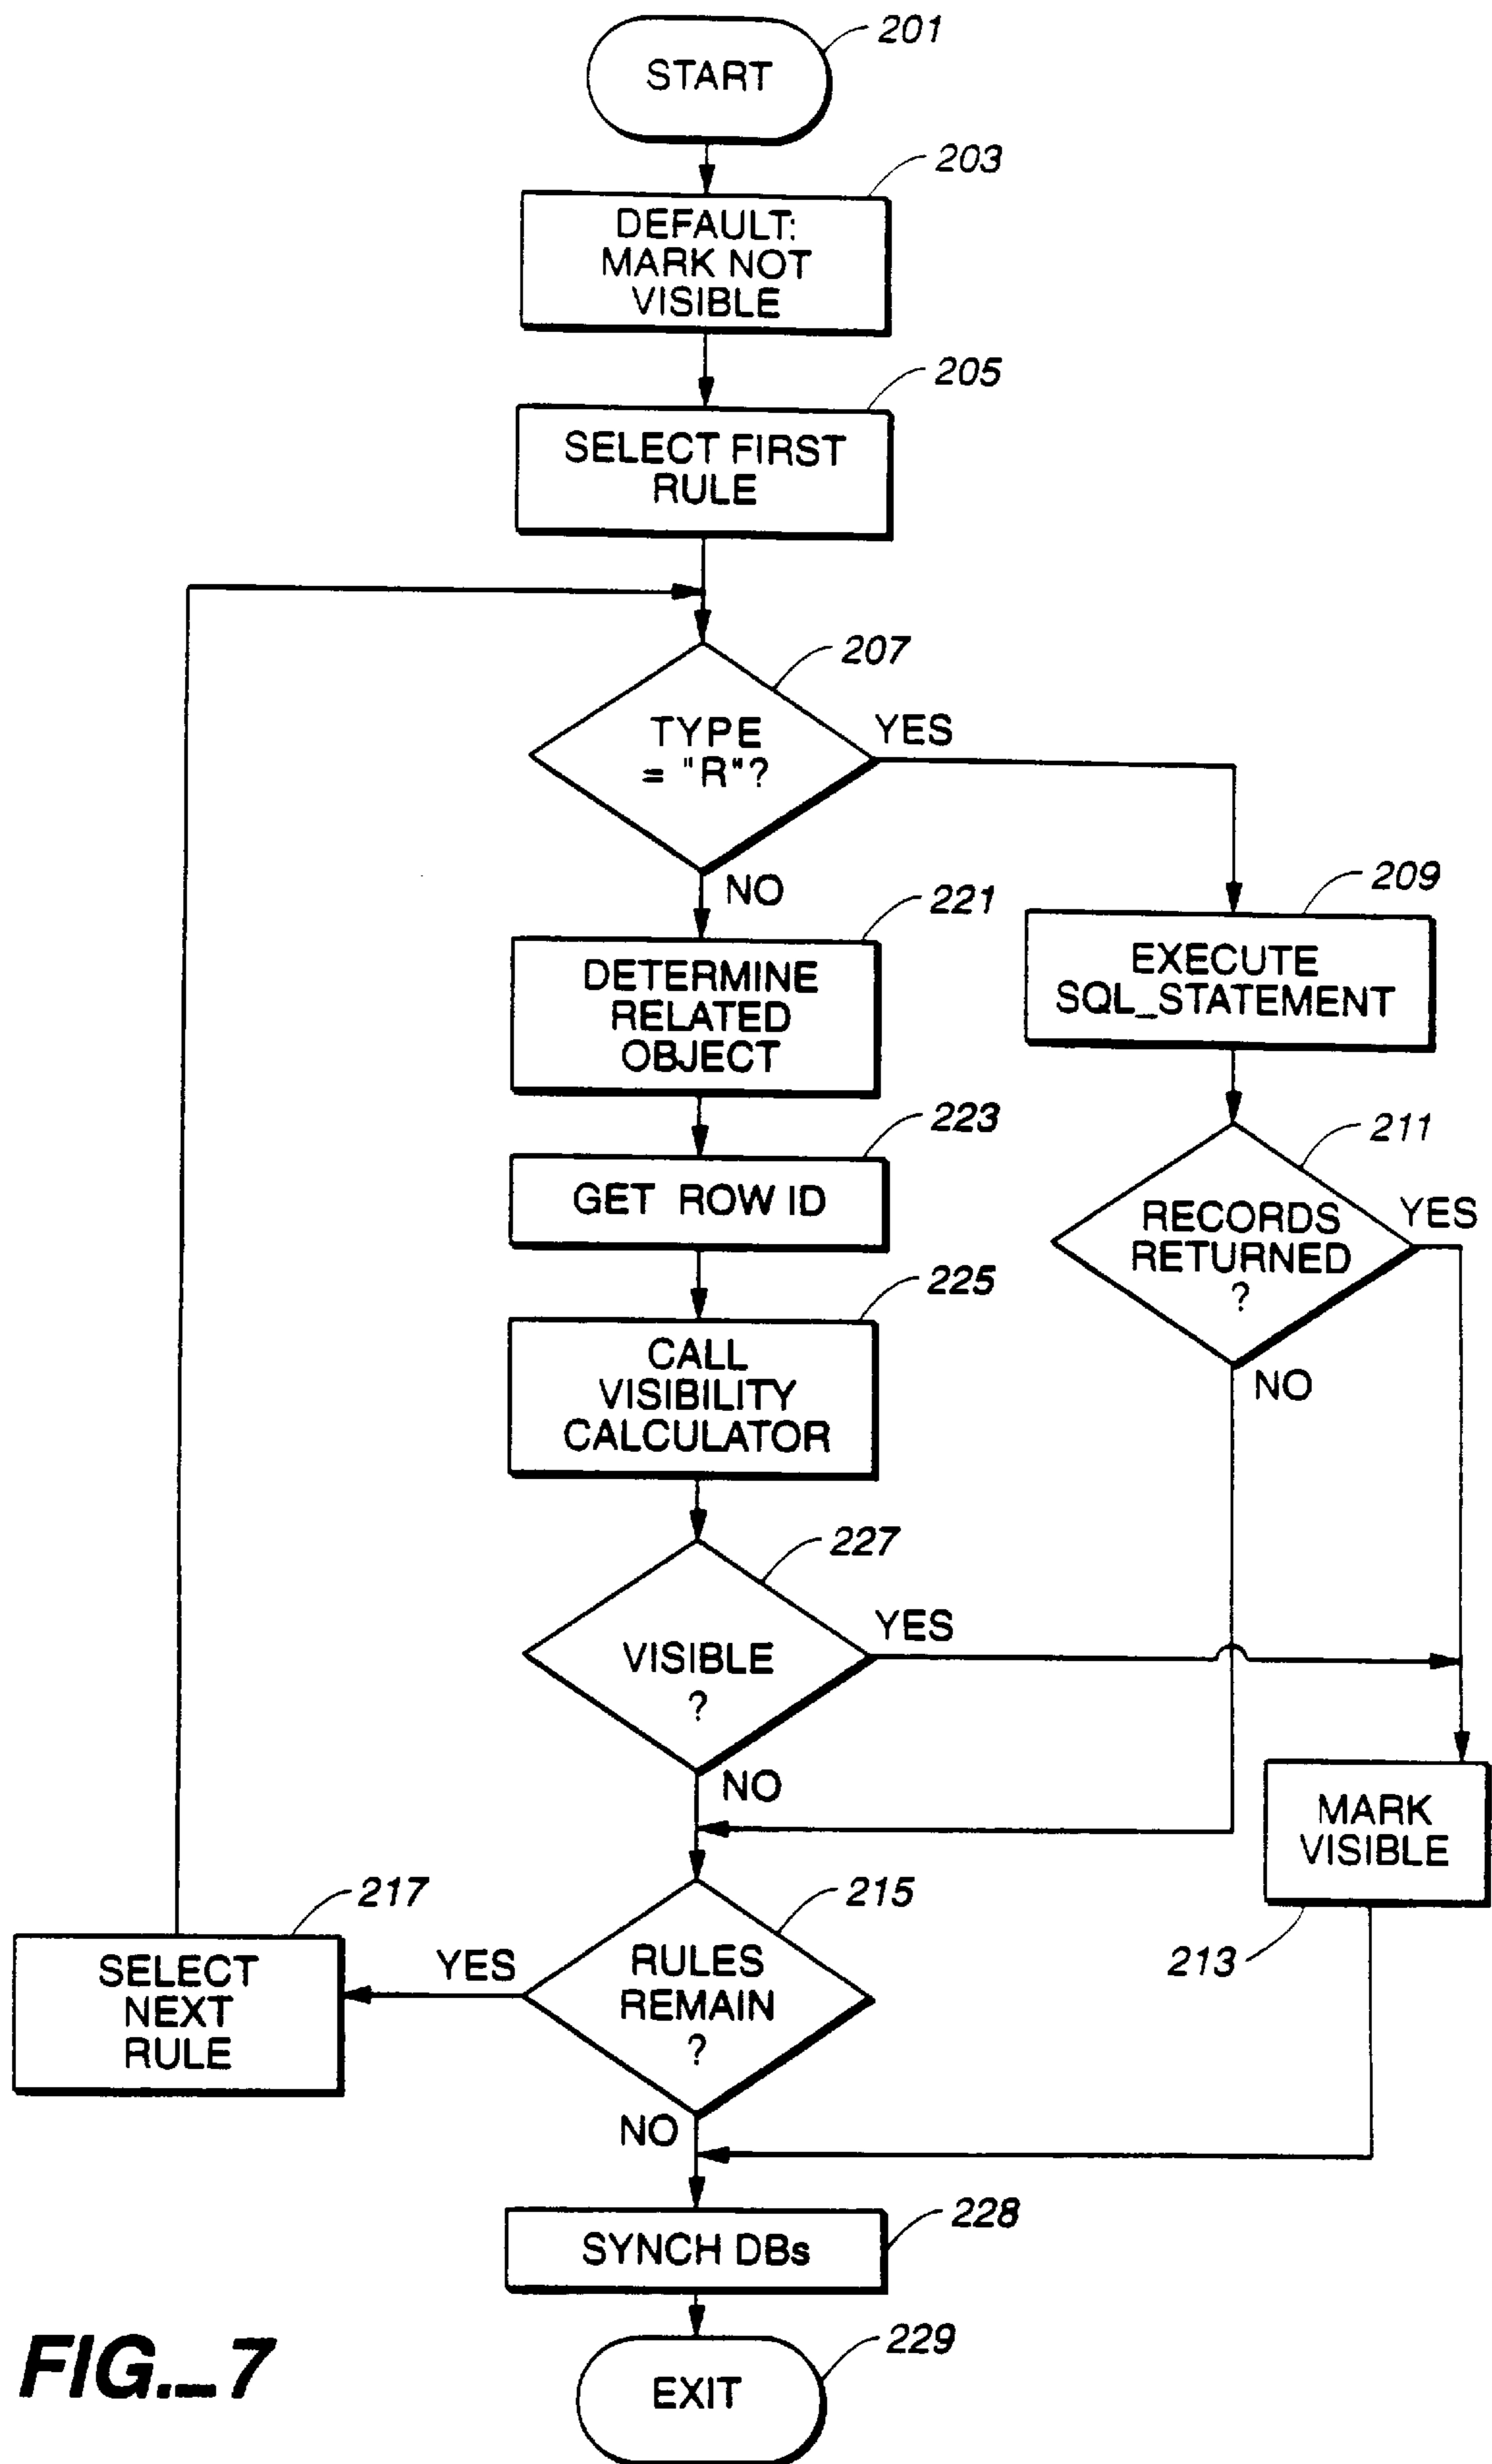 201
START
203
DEFAULT:
MARK NOT
VISIBLE
205
SELECT FIRST
RULE
207
TYPE
= "R"?
YES
NO
221
DETERMINE
RELATED
OBJECT
209
EXECUTE
SQL_STATEMENT
223
GET ROW ID
211
RECORDS
RETURNED
?
YES
NO
225
CALL
VISIBILITY
CALCULATOR
227
VISIBLE
?
YES
NO
MARK
VISIBLE
213
217
SELECT
NEXT
RULE
YES
215
RULES
REMAIN
?
NO
228
SYNCH DBs
229
EXIT
FIG._7